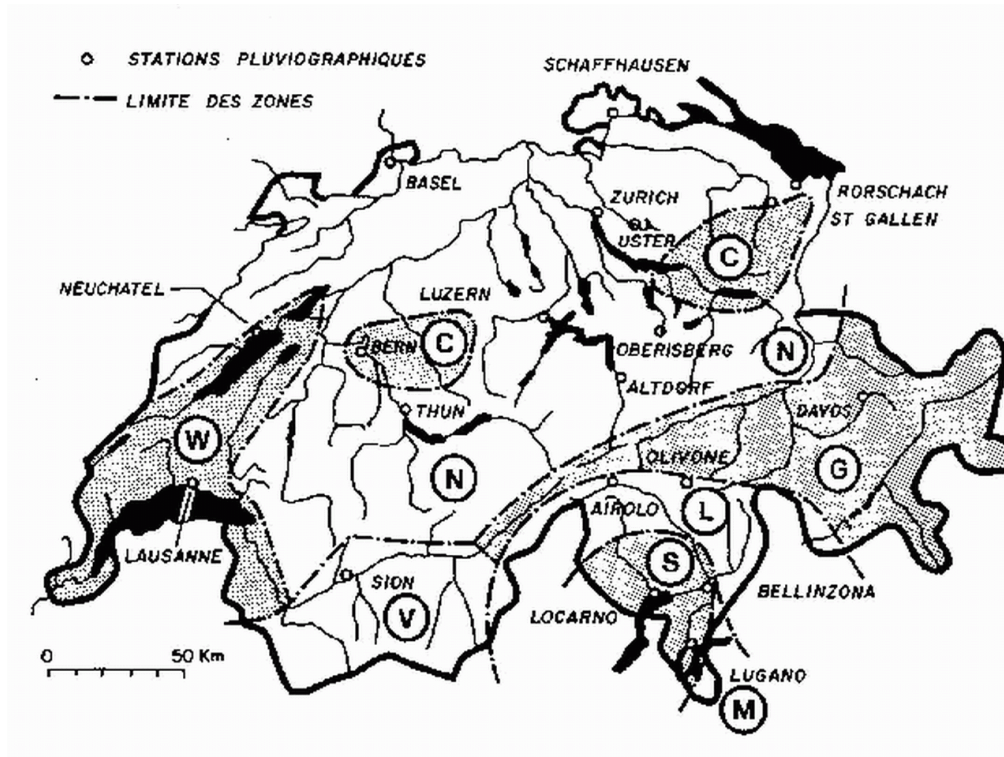 STATIONS PLUVIOGRAPHIQUES
LIMITE DES ZONES
SCHAFFHAUSEN
BASEL
ZURICH
RORSCHACH
ST GALLEN
USTER
C
NEUCHATEL
LUZERN
BERN
C
OBERISBERG
N
ALTDORF
THUN
DAVOS
W
OLIVONE
G
N
AIROLO
L
LAUSANNE
S
SION
BELLINZONA
LOCARNO
V
0 50 Km
LUGANO
M